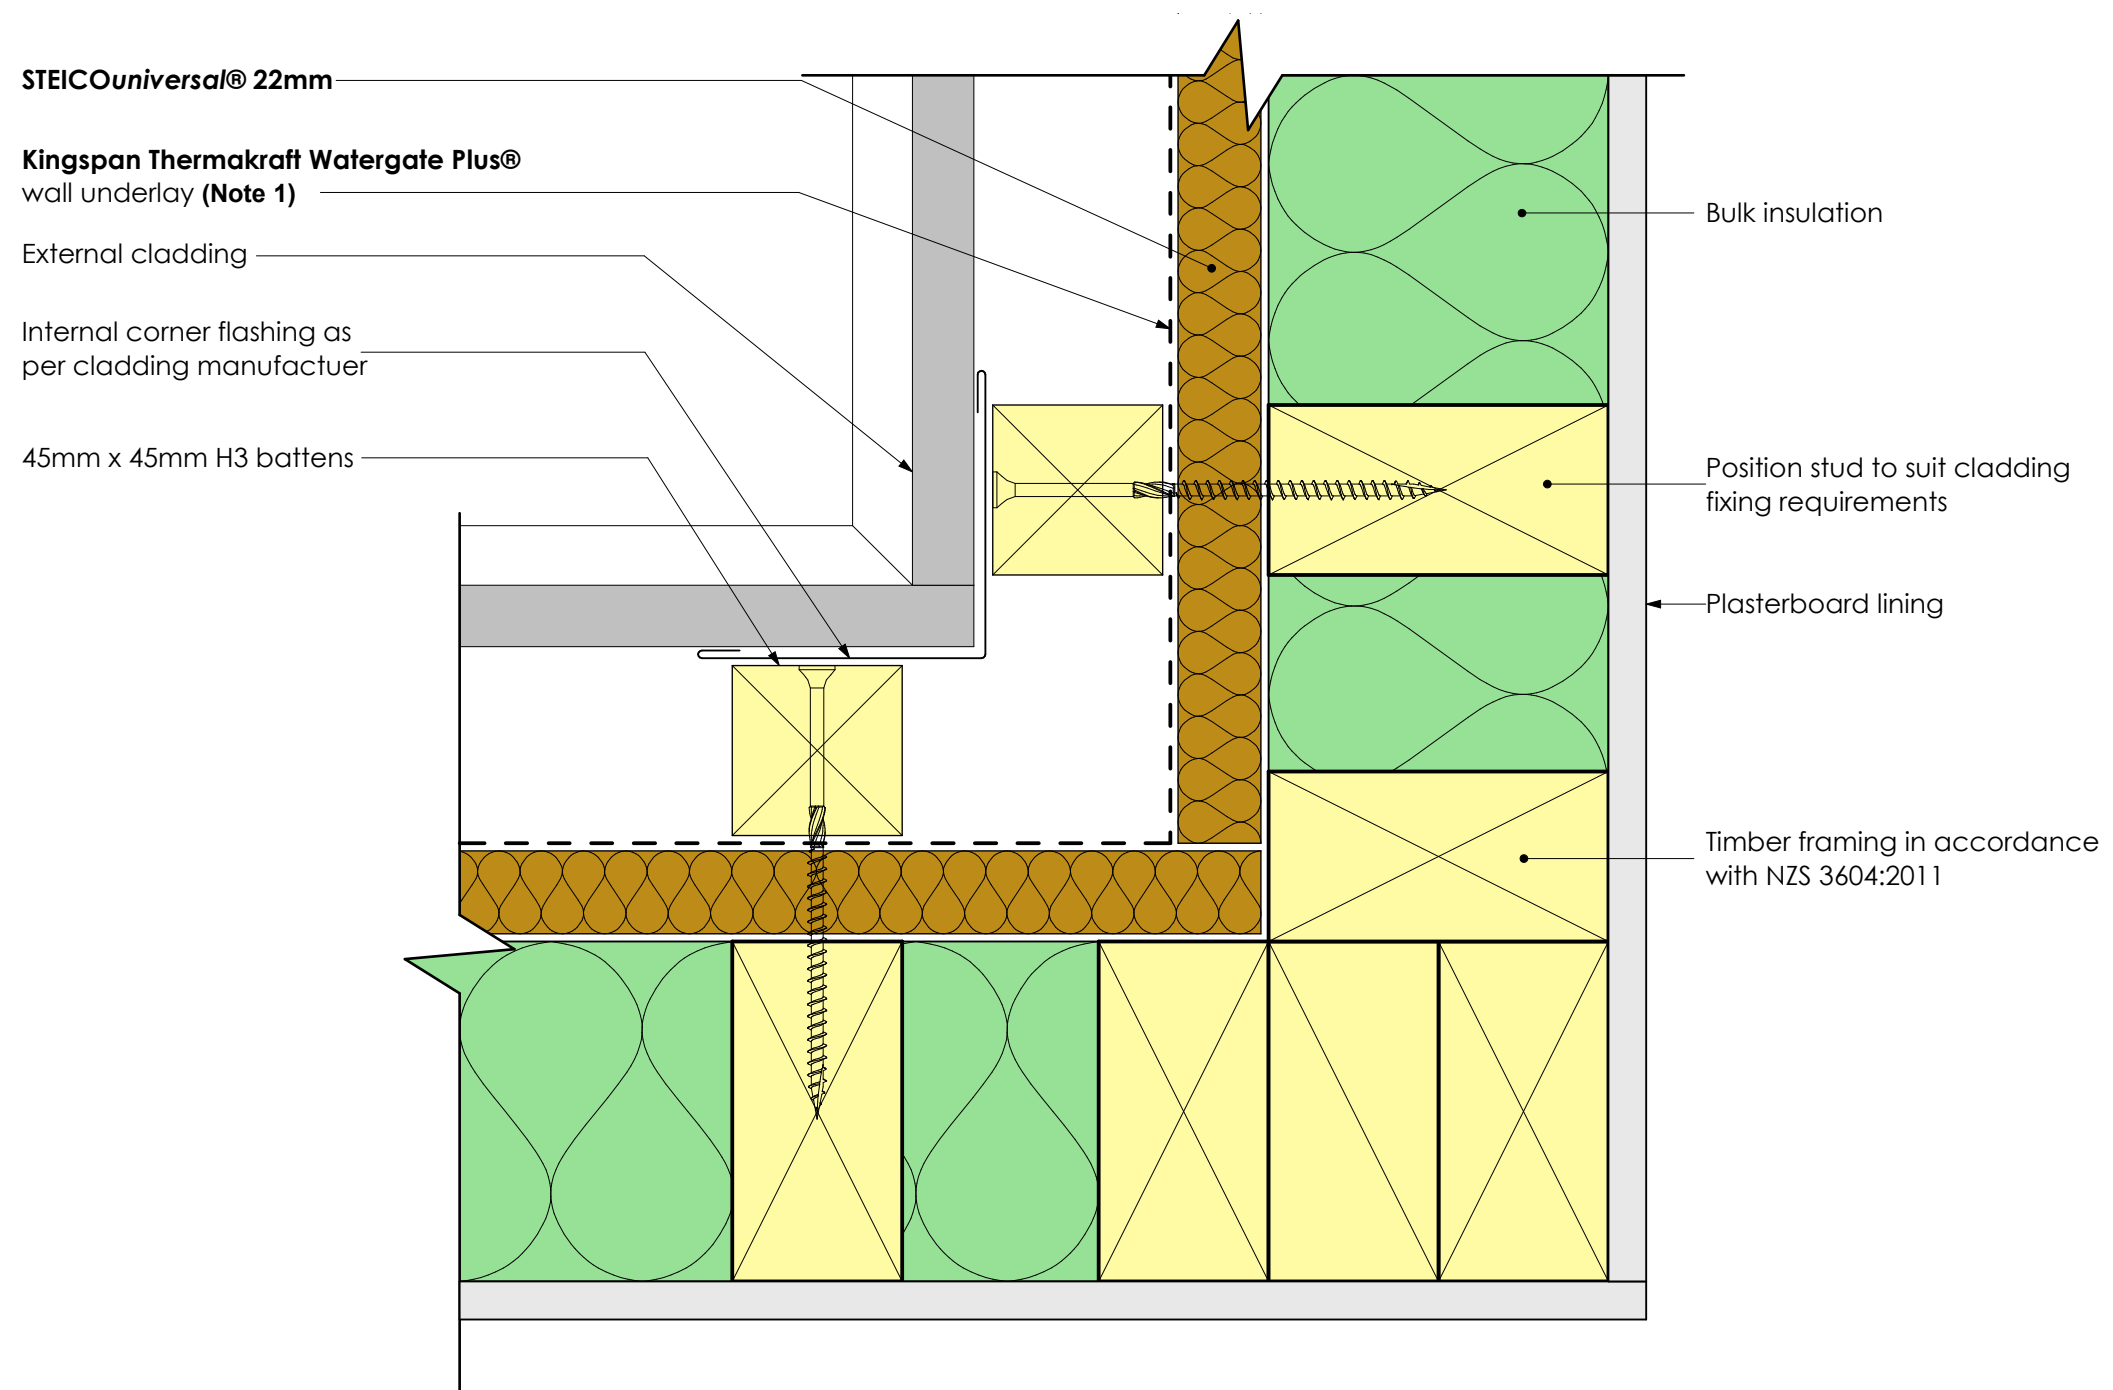 STEICOuniversal® 22mm
Kingspan Thermakraft Watergate Plus®
wall underlay (Note 1)
External cladding
Internal corner flashing as
per cladding manufactuer
45mm x 45mm H3 battens
Bulk insulation
Position stud to suit cladding
fixing requirements
Plasterboard lining
Timber framing in accordance
with NZS 3604:2011